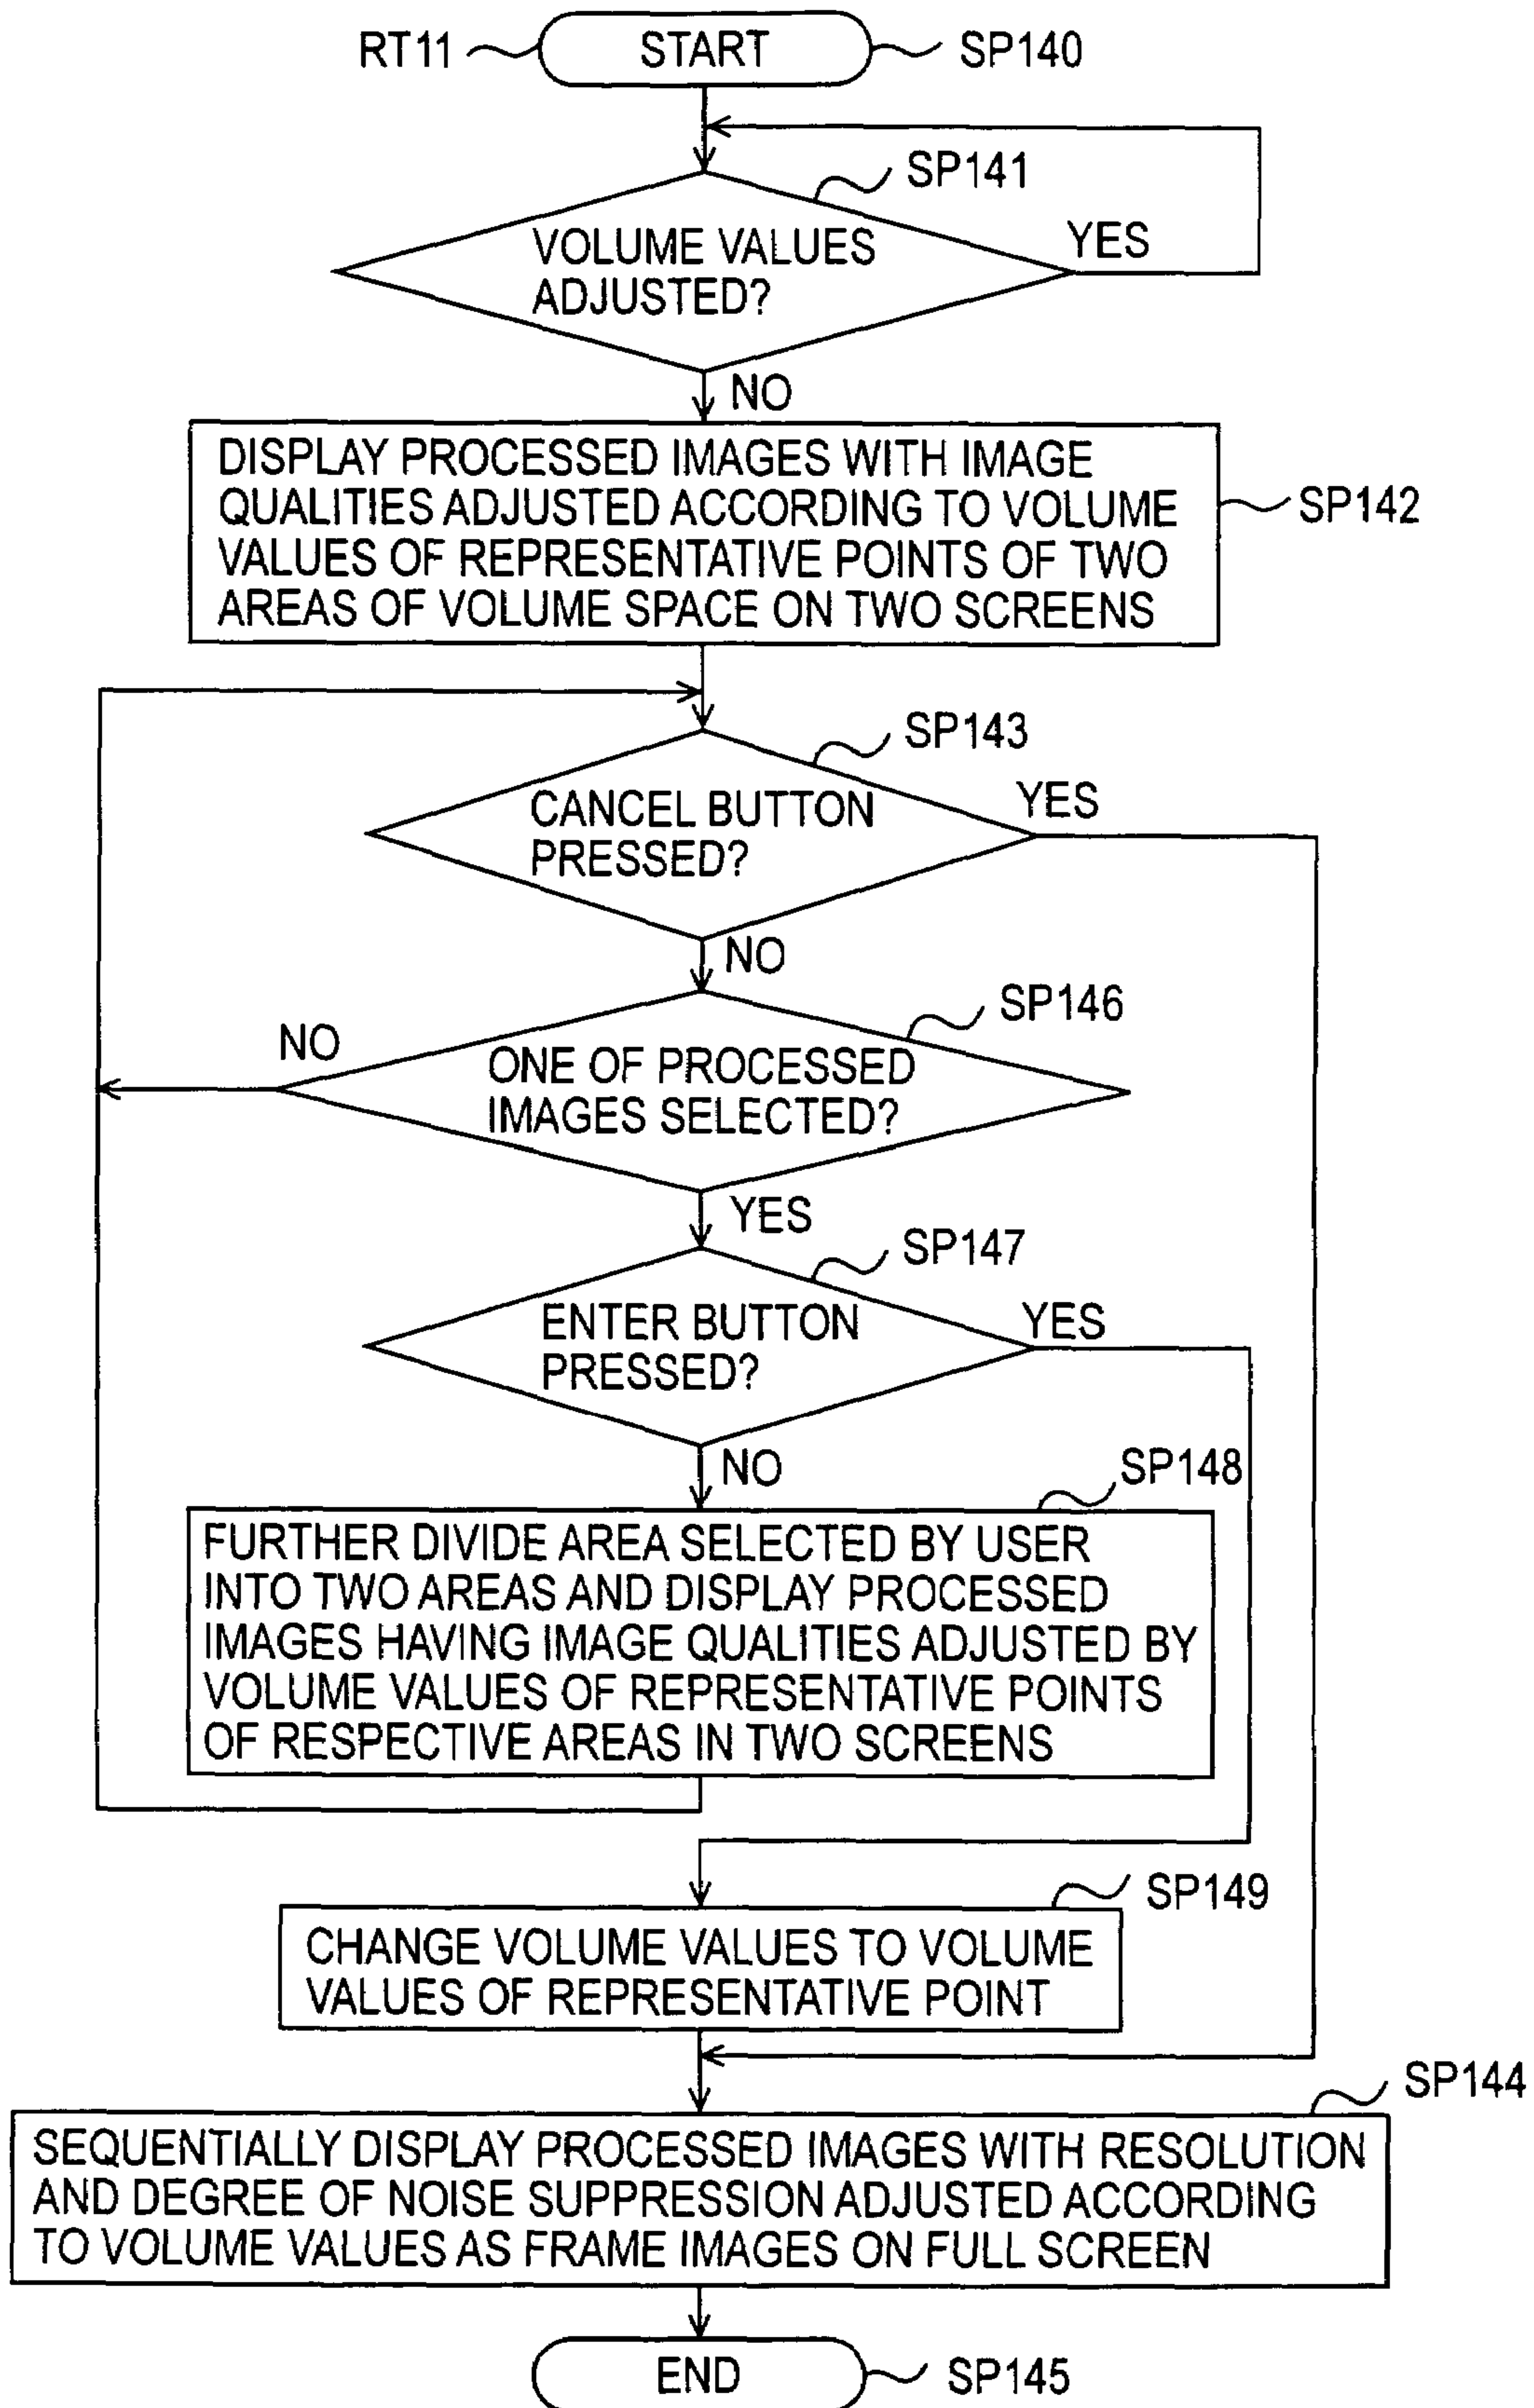 RT11
START
SP140
SP141
VOLUME VALUES
ADJUSTED?
YES
NO
DISPLAY PROCESSED IMAGES WITH IMAGE
QUALITIES ADJUSTED ACCORDING TO VOLUME
VALUES OF REPRESENTATIVE POINTS OF TWO
AREAS OF VOLUME SPACE ON TWO SCREENS
SP142
SP143
CANCEL BUTTON
PRESSED?
YES
NO
SP146
NO
ONE OF PROCESSED
IMAGES SELECTED?
YES
SP147
ENTER BUTTON
PRESSED?
YES
NO
SP148
FURTHER DIVIDE AREA SELECTED BY USER
INTO TWO AREAS AND DISPLAY PROCESSED
IMAGES HAVING IMAGE QUALITIES ADJUSTED BY
VOLUME VALUES OF REPRESENTATIVE POINTS
OF RESPECTIVE AREAS IN TWO SCREENS
SP149
CHANGE VOLUME VALUES TO VOLUME
VALUES OF REPRESENTATIVE POINT
SP144
SEQUENTIALLY DISPLAY PROCESSED IMAGES WITH RESOLUTION
AND DEGREE OF NOISE SUPPRESSION ADJUSTED ACCORDING
TO VOLUME VALUES AS FRAME IMAGES ON FULL SCREEN
END
SP145